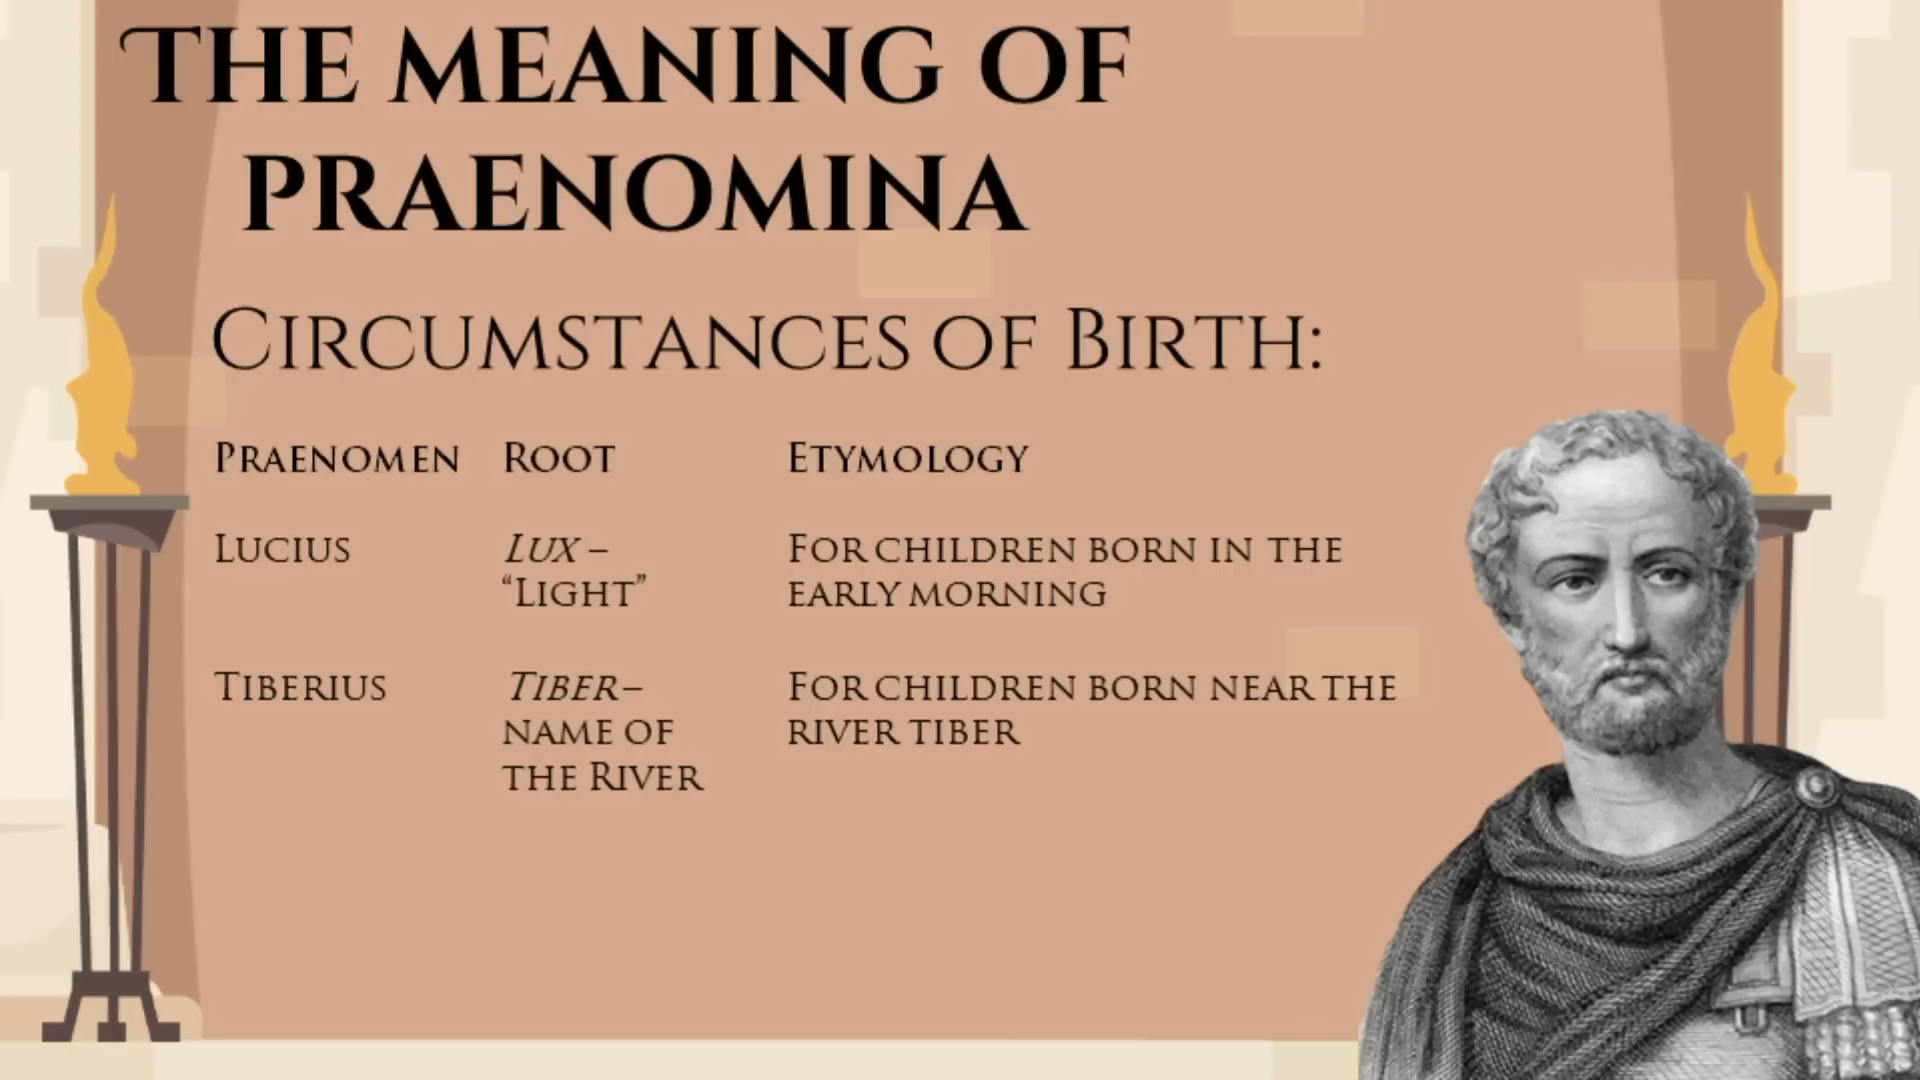 The meaning of
praenomina
Circumstances of Birth:
Praenomen Root Etymology
Lucius Lux – For children born in the
"Light" early morning
Tiberius Tiber – For children born near the
name of river Tiber
the River